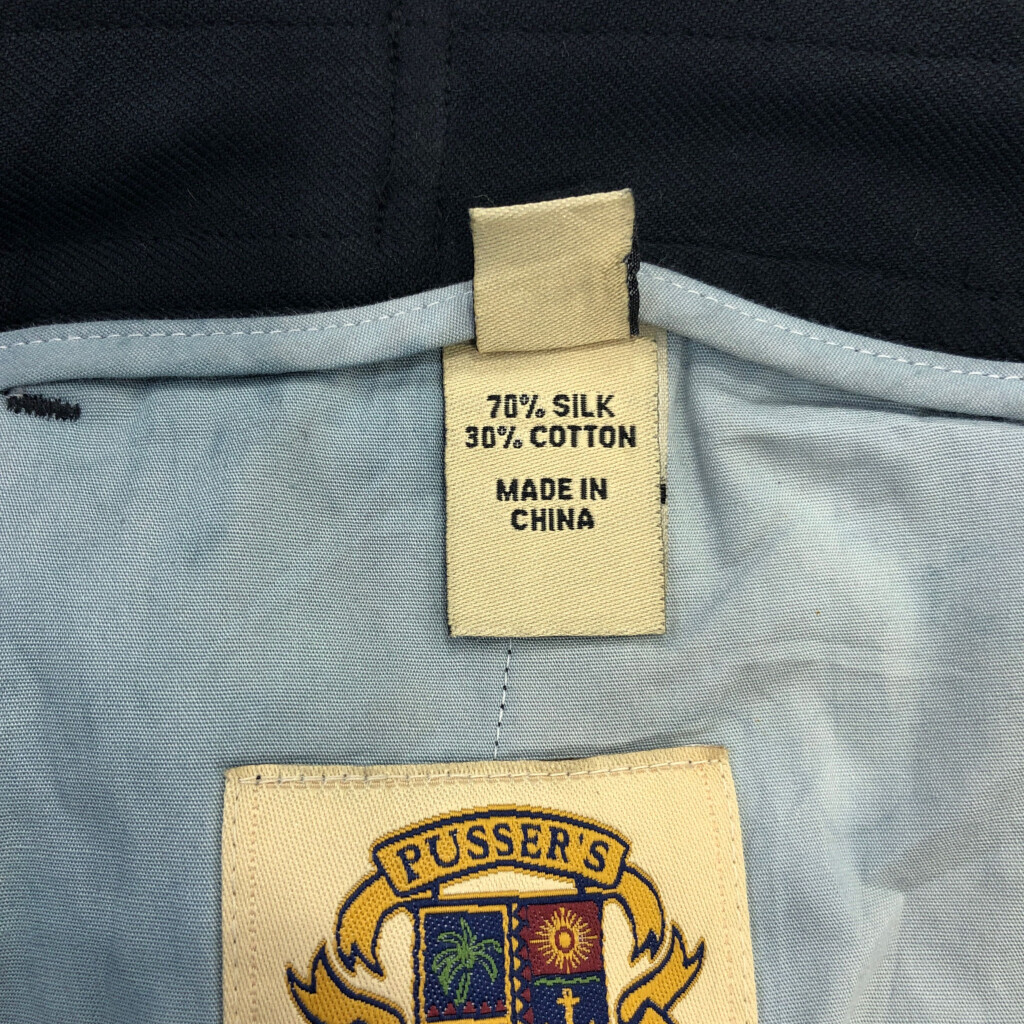 70% SILK
30% COTTON
MADE IN
CHINA
PUSSER'S